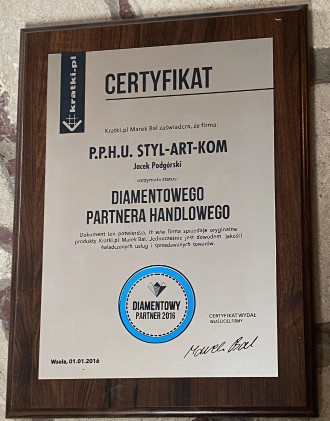 kratki.pl
CERTYFIKAT
Kratki.pl Marek Bal zaświadcza, że firma:
P.P.H.U. STYL-ART-KOM
Jacek Podgórski
otrzymała status:
DIAMENTOWEGO
PARTNERA HANDLOWEGO
Dokument ten potwierdza, iż w/w firma sprzedaje oryginalne
produkty Kratki.pl Marek Bal. Jednocześnie jest dowodem jakości
świadczonych usług i sprzedawanych towarów.
DIAMENTOWY
PARTNER 2016
CERTYFIKAT WYDAŁ
WŁAŚCICIEL FIRMY
Marek Bal
Wsola, 01.01.2016